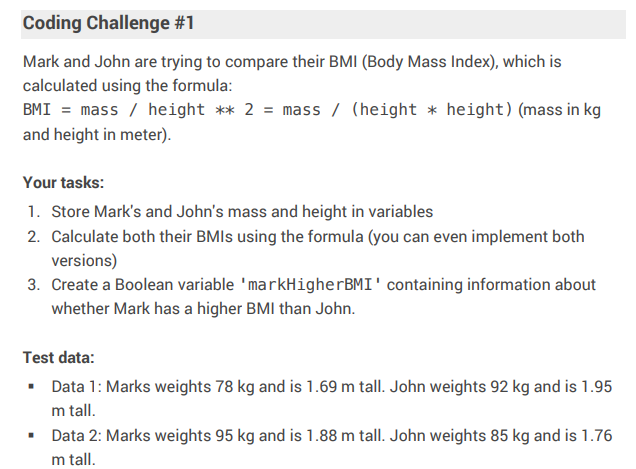 Coding Challenge #1
Mark and John are trying to compare their BMI (Body Mass Index), which is
calculated using the formula:
BMI = mass / height ** 2 = mass / (height * height) (mass in kg
and height in meter).
Your tasks:
1. Store Mark's and John's mass and height in variables
2. Calculate both their BMIs using the formula (you can even implement both
versions)
3. Create a Boolean variable 'markHigherBMI' containing information about
whether Mark has a higher BMI than John.
Test data:
▪ Data 1: Marks weights 78 kg and is 1.69 m tall. John weights 92 kg and is 1.95
m tall.
▪ Data 2: Marks weights 95 kg and is 1.88 m tall. John weights 85 kg and is 1.76
m tall.